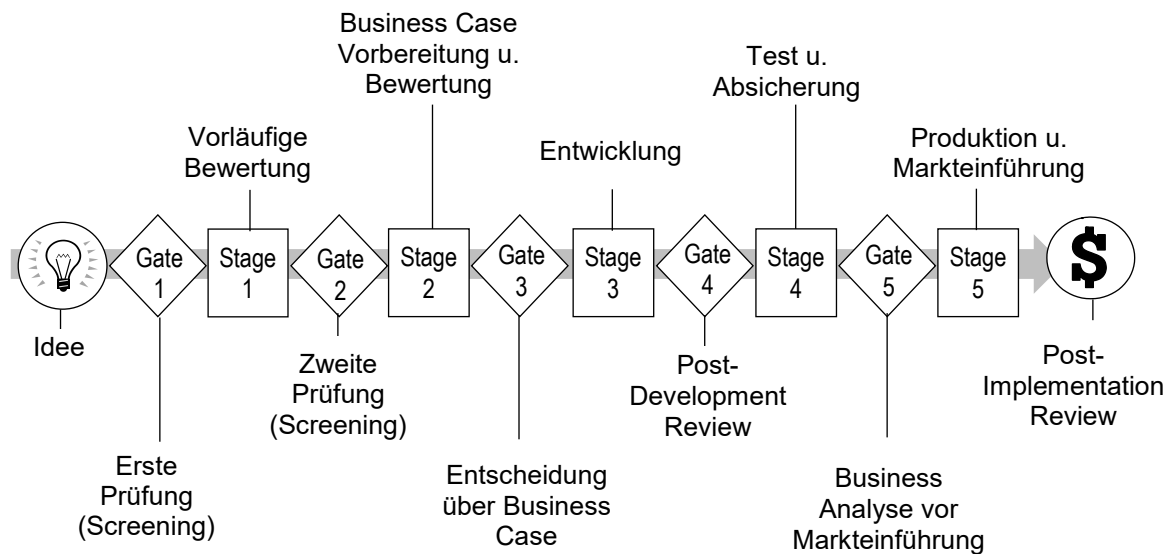 Business Case
Vorbereitung u.
Bewertung
Test u.
Absicherung
Vorläufige
Bewertung
Entwicklung
Produktion u.
Markteinführung
Gate
1
Stage
1
Gate
2
Stage
2
Gate
3
Stage
3
Gate
4
Stage
4
Gate
5
Stage
5
$
Idee
Zweite
Prüfung
(Screening)
Post-
Development
Review
Post-
Implementation
Review
Erste
Prüfung
(Screening)
Entscheidung
über Business
Case
Business
Analyse vor
Markteinführung